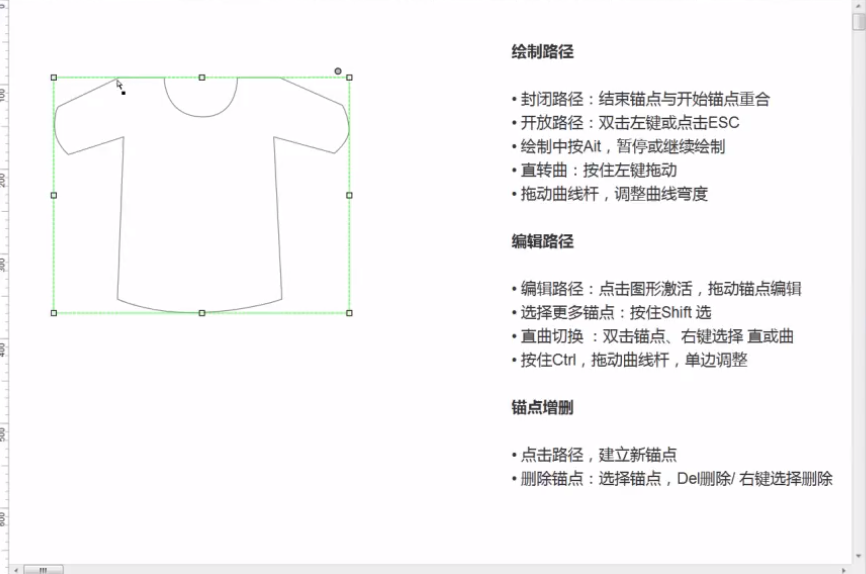 绘制路径
• 封闭路径：结束锚点与开始锚点重合
• 开放路径：双击左键或点击ESC
• 绘制中按Ait，暂停或继续绘制
• 直转曲：按住左键拖动
• 拖动曲线杆，调整曲线弯度
编辑路径
• 编辑路径：点击图形激活，拖动锚点编辑
• 选择更多锚点：按住Shift 选
• 直曲切换 ：双击锚点、右键选择 直或曲
• 按住Ctrl，拖动曲线杆，单边调整
锚点增删
• 点击路径，建立新锚点
• 删除锚点：选择锚点，Del删除/ 右键选择删除
0
100
200
300
400
500
600